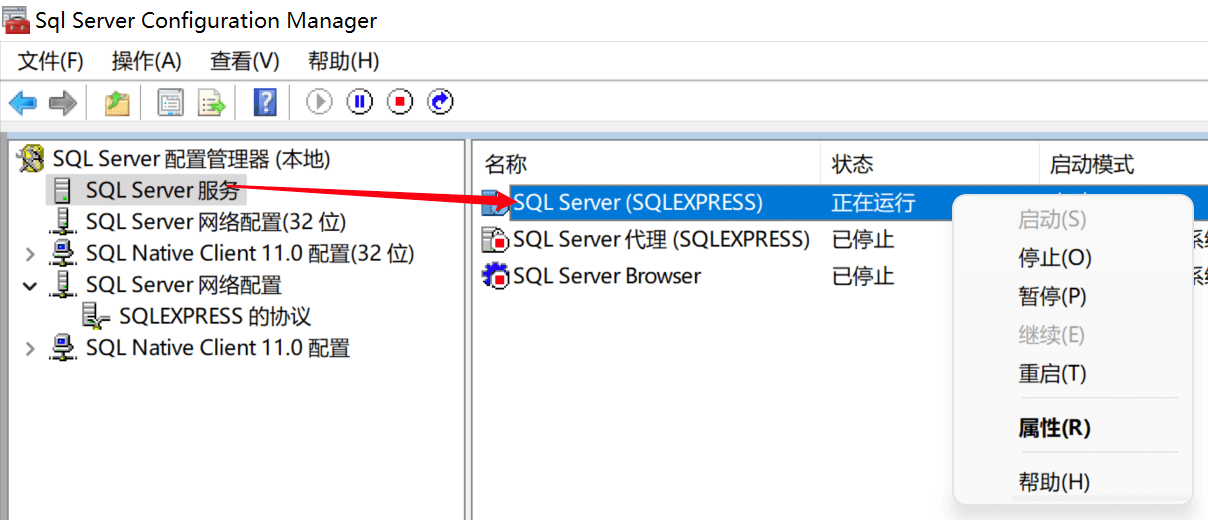 Sql Server Configuration Manager
文件(F) 操作(A) 查看(V) 帮助(H)
SQL Server 配置管理器 (本地)
SQL Server 服务
SQL Server 网络配置(32 位)
SQL Native Client 11.0 配置(32 位)
SQL Server 网络配置
SQLEXPRESS 的协议
SQL Native Client 11.0 配置
名称 状态 启动模式
SQL Server (SQLEXPRESS) 正在运行
SQL Server 代理 (SQLEXPRESS) 已停止
SQL Server Browser 已停止
启动(S)
停止(O)
暂停(P)
继续(E)
重启(T)
属性(R)
帮助(H)